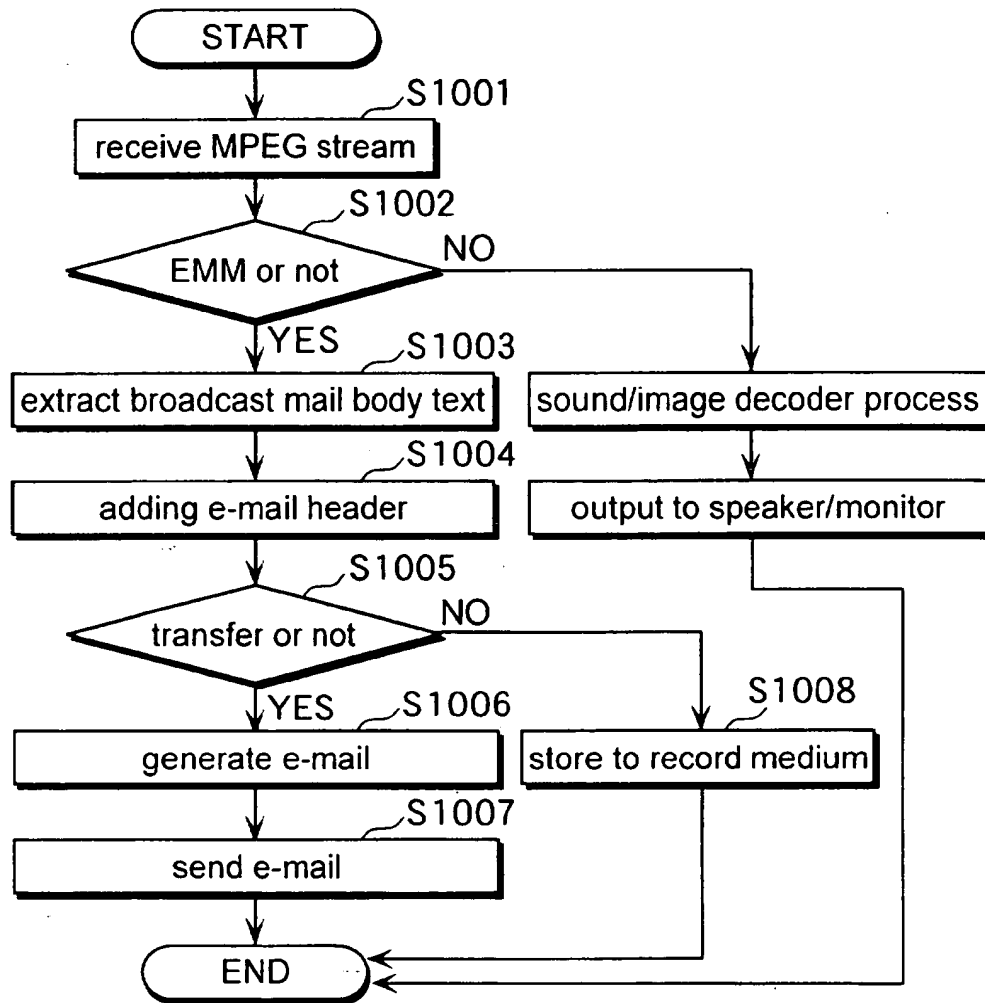 START
S1001
receive MPEG stream
S1002
EMM or not
NO
YES
S1003
extract broadcast mail body text
sound/image decoder process
S1004
adding e-mail header
output to speaker/monitor
S1005
transfer or not
NO
YES
S1006
generate e-mail
S1008
store to record medium
S1007
send e-mail
END